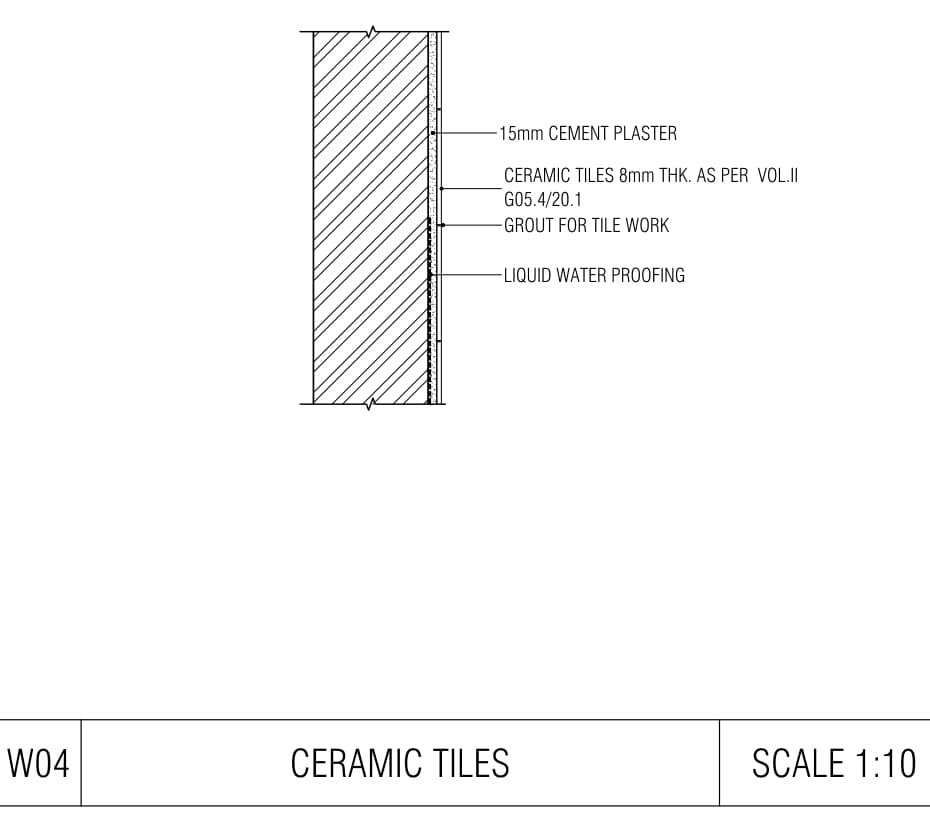 15mm CEMENT PLASTER
CERAMIC TILES 8mm THK. AS PER VOL.II
G05.4/20.1
GROUT FOR TILE WORK
LIQUID WATER PROOFING
W04
CERAMIC TILES
SCALE 1:10